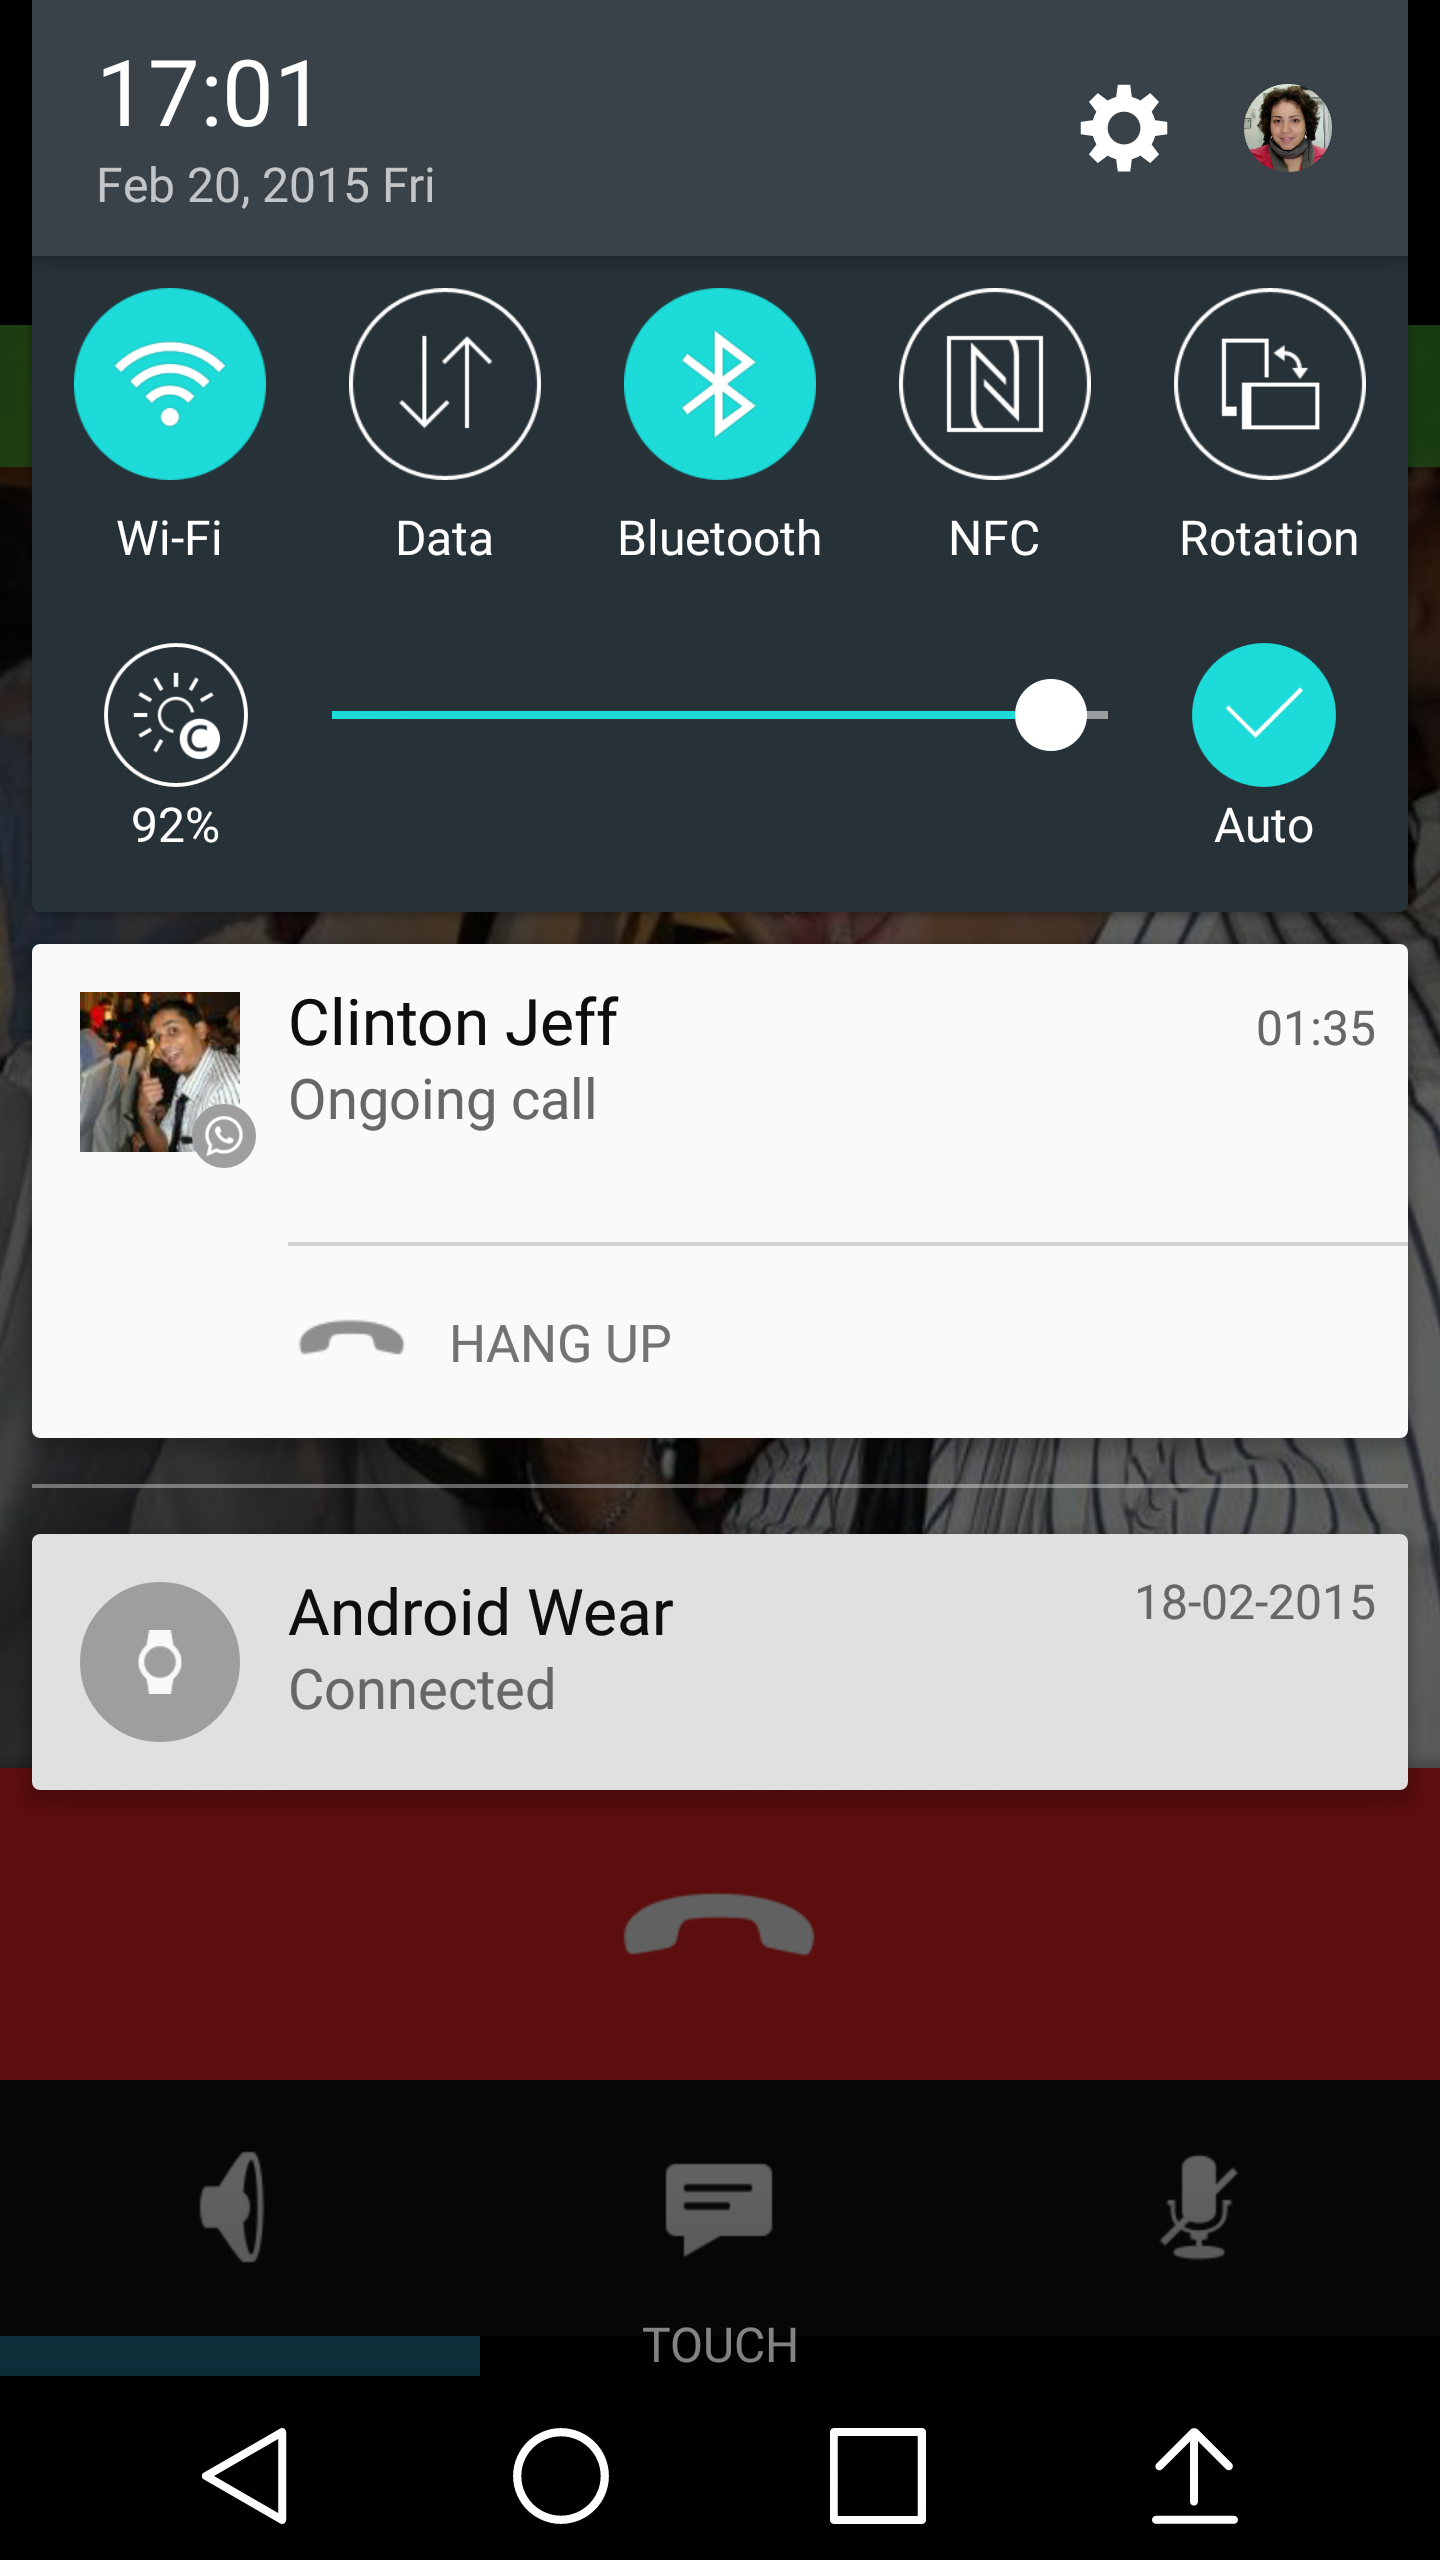 17:01
Feb 20, 2015 Fri
Wi-Fi
Data
Bluetooth
NFC
Rotation
92%
Auto
Clinton Jeff
01:35
Ongoing call
HANG UP
Android Wear
18-02-2015
Connected
TOUCH